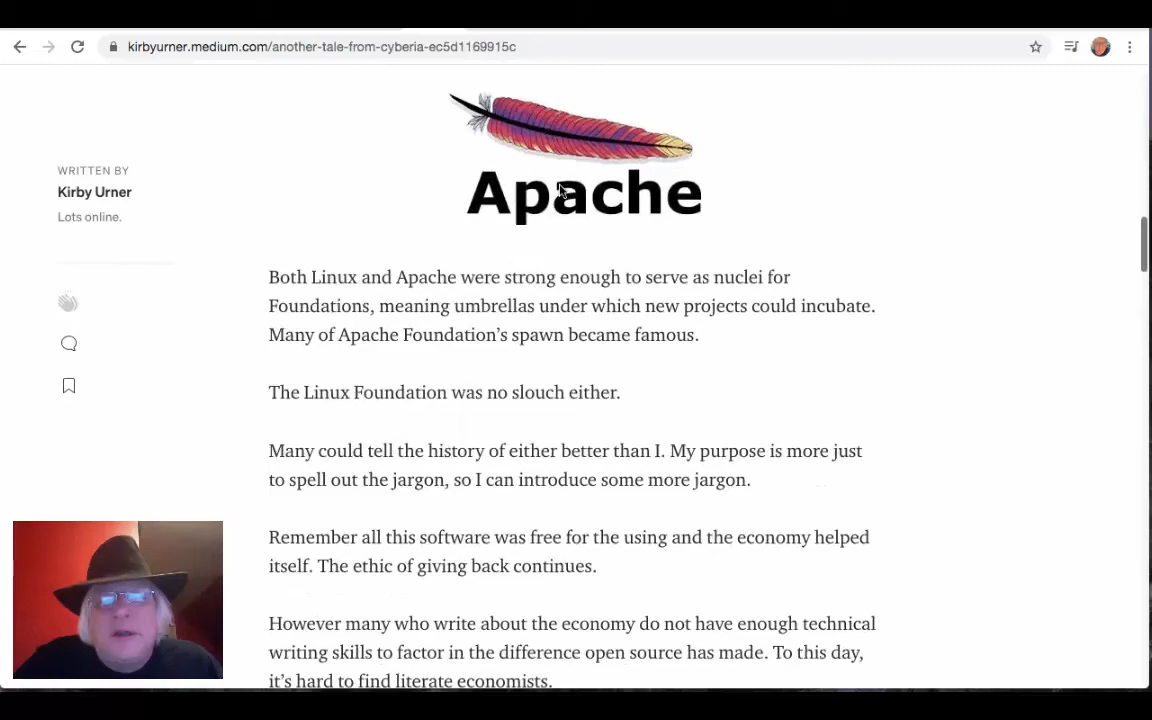 kirbyurner.medium.com/another-tale-from-cyberia-ec5d1169915c
Apache
WRITTEN BY
Kirby Urner
Lots online.
Both Linux and Apache were strong enough to serve as nuclei for
Foundations, meaning umbrellas under which new projects could incubate.
Many of Apache Foundation’s spawn became famous.
The Linux Foundation was no slouch either.
Many could tell the history of either better than I. My purpose is more just
to spell out the jargon, so I can introduce some more jargon.
Remember all this software was free for the using and the economy helped
itself. The ethic of giving back continues.
However many who write about the economy do not have enough technical
writing skills to factor in the difference open source has made. To this day,
it’s hard to find literate economists.